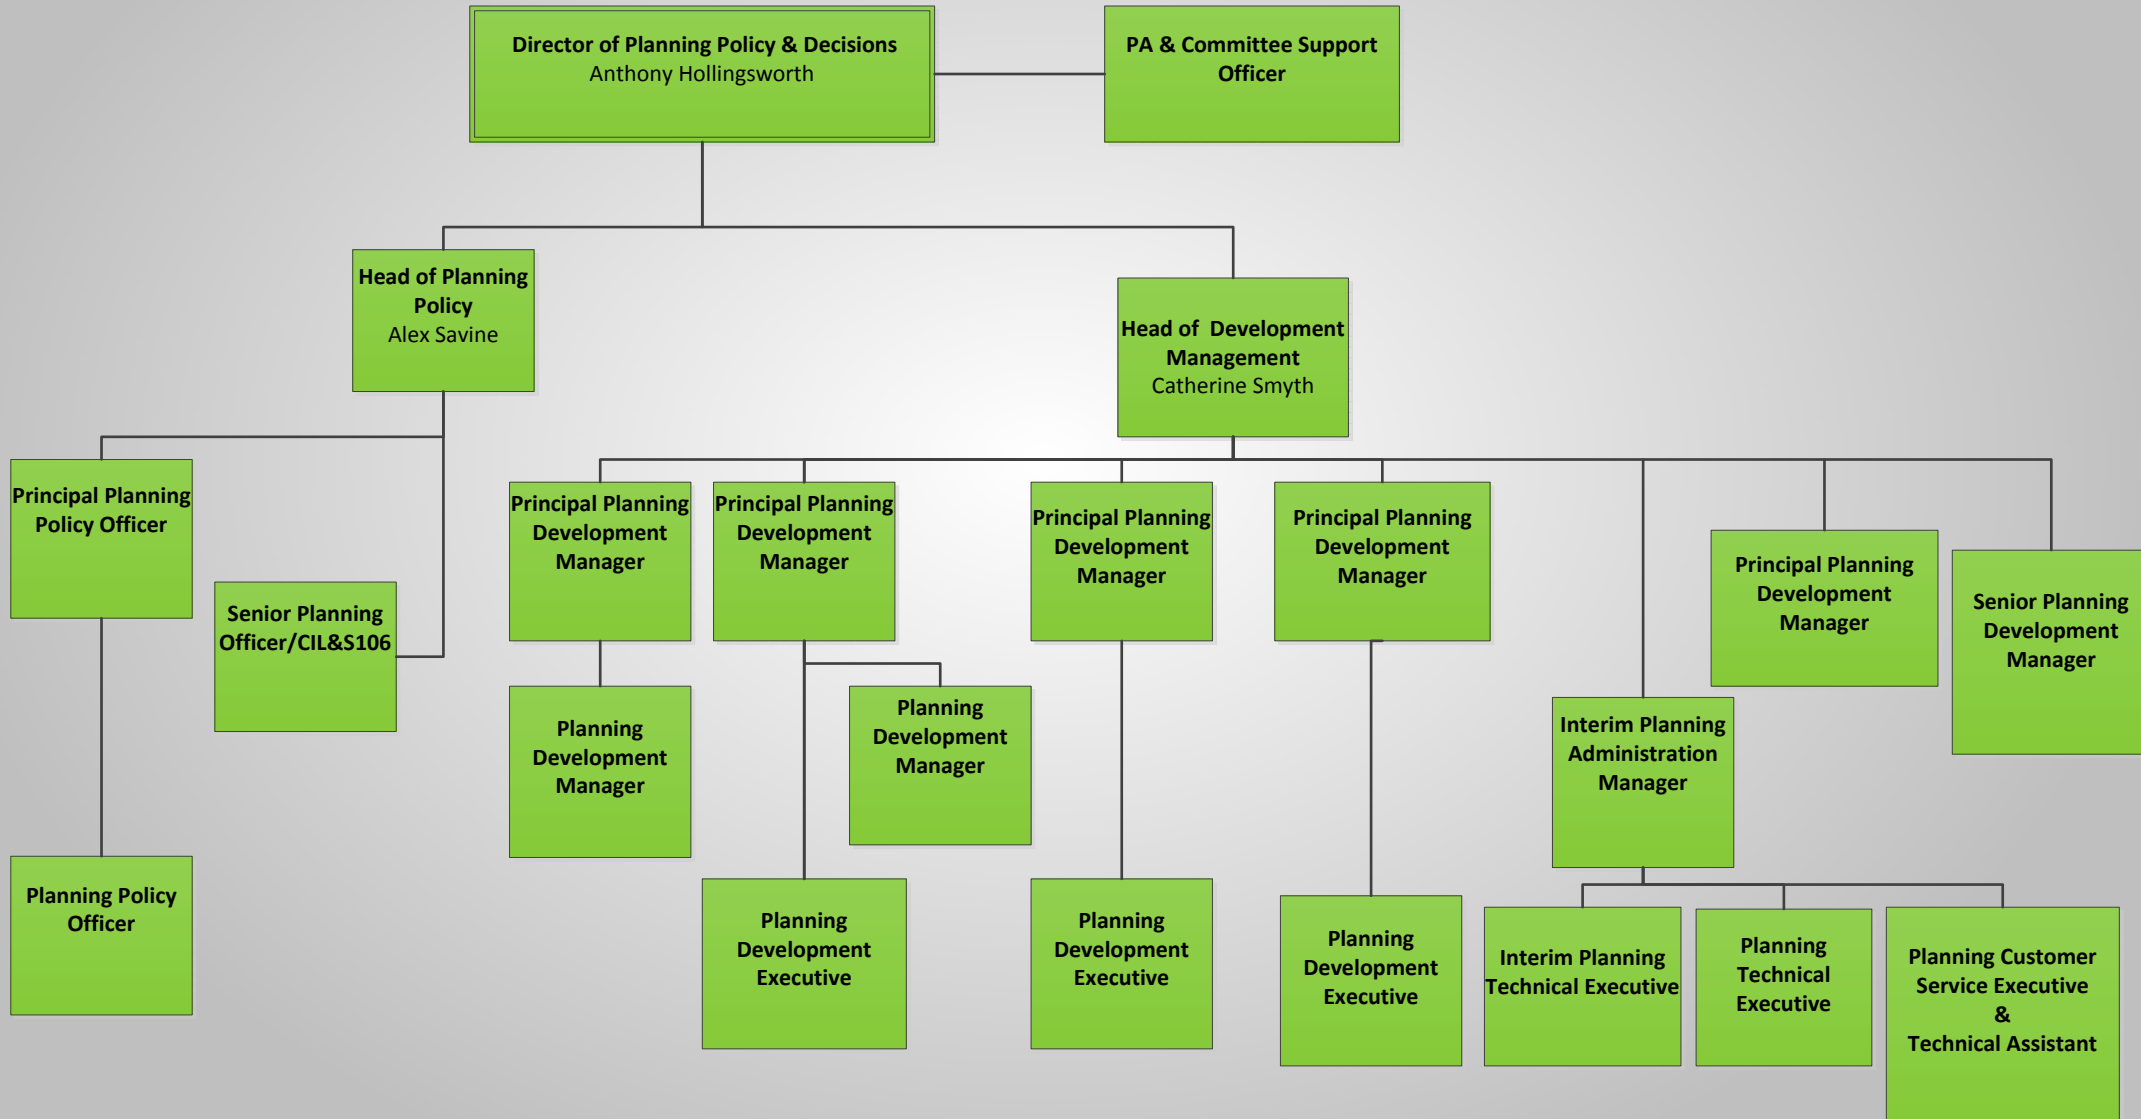 Director of Planning Policy & Decisions
Anthony Hollingsworth
PA & Committee Support
Officer
Head of Planning
Policy
Alex Savine
Head of  Development
Management
Catherine Smyth
Principal Planning
Policy Officer
Senior Planning
Officer/CIL&S106
Principal Planning
Development
Manager
Principal Planning
Development
Manager
Principal Planning
Development
Manager
Principal Planning
Development
Manager
Principal Planning
Development
Manager
Senior Planning
Development
Manager
Planning
Development
Manager
Planning
Development
Manager
Interim Planning
Administration
Manager
Planning Policy
Officer
Planning
Development
Executive
Planning
Development
Executive
Planning
Development
Executive
Interim Planning
Technical Executive
Planning
Technical
Executive
Planning Customer
Service Executive
&
Technical Assistant